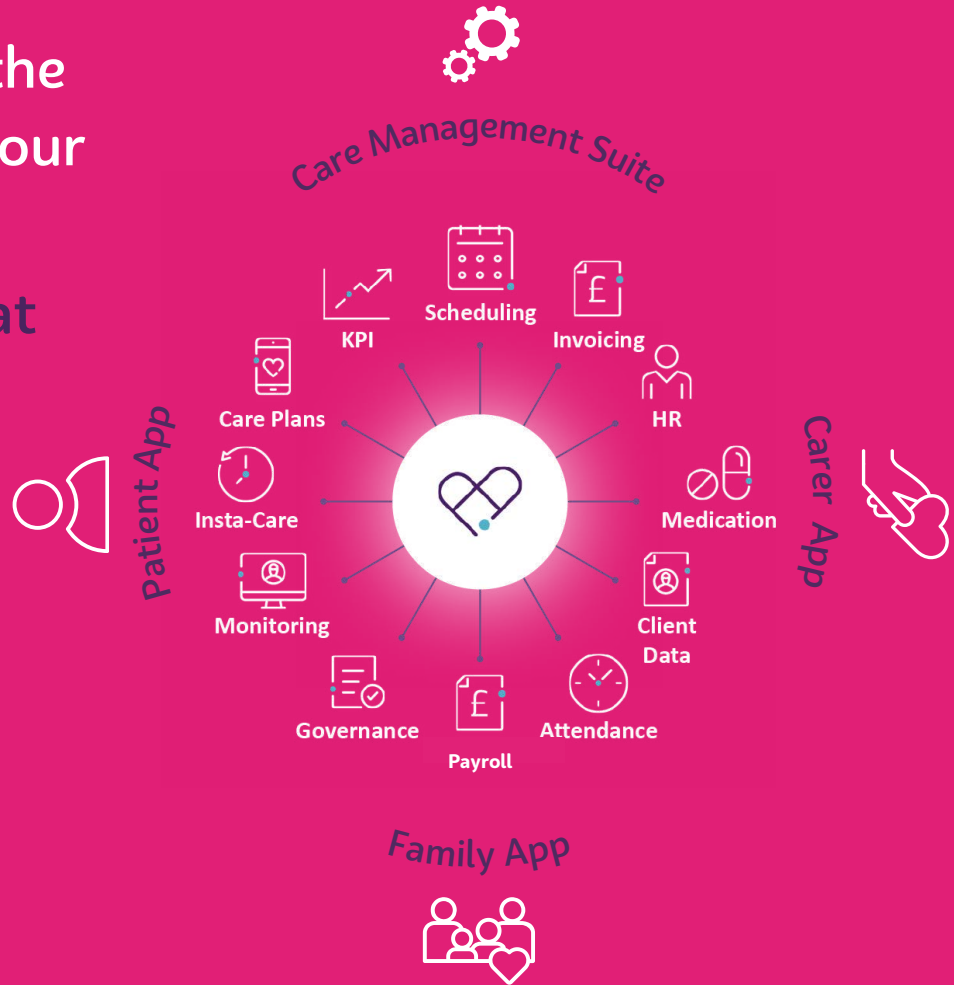 the
our
at
Care Management Suite
Scheduling
KPI
Invoicing
£
Care Plans
HR
Patient App
Carer App
Insta-Care
Medication
Monitoring
Client
Data
Governance
£
Attendance
Payroll
Family App